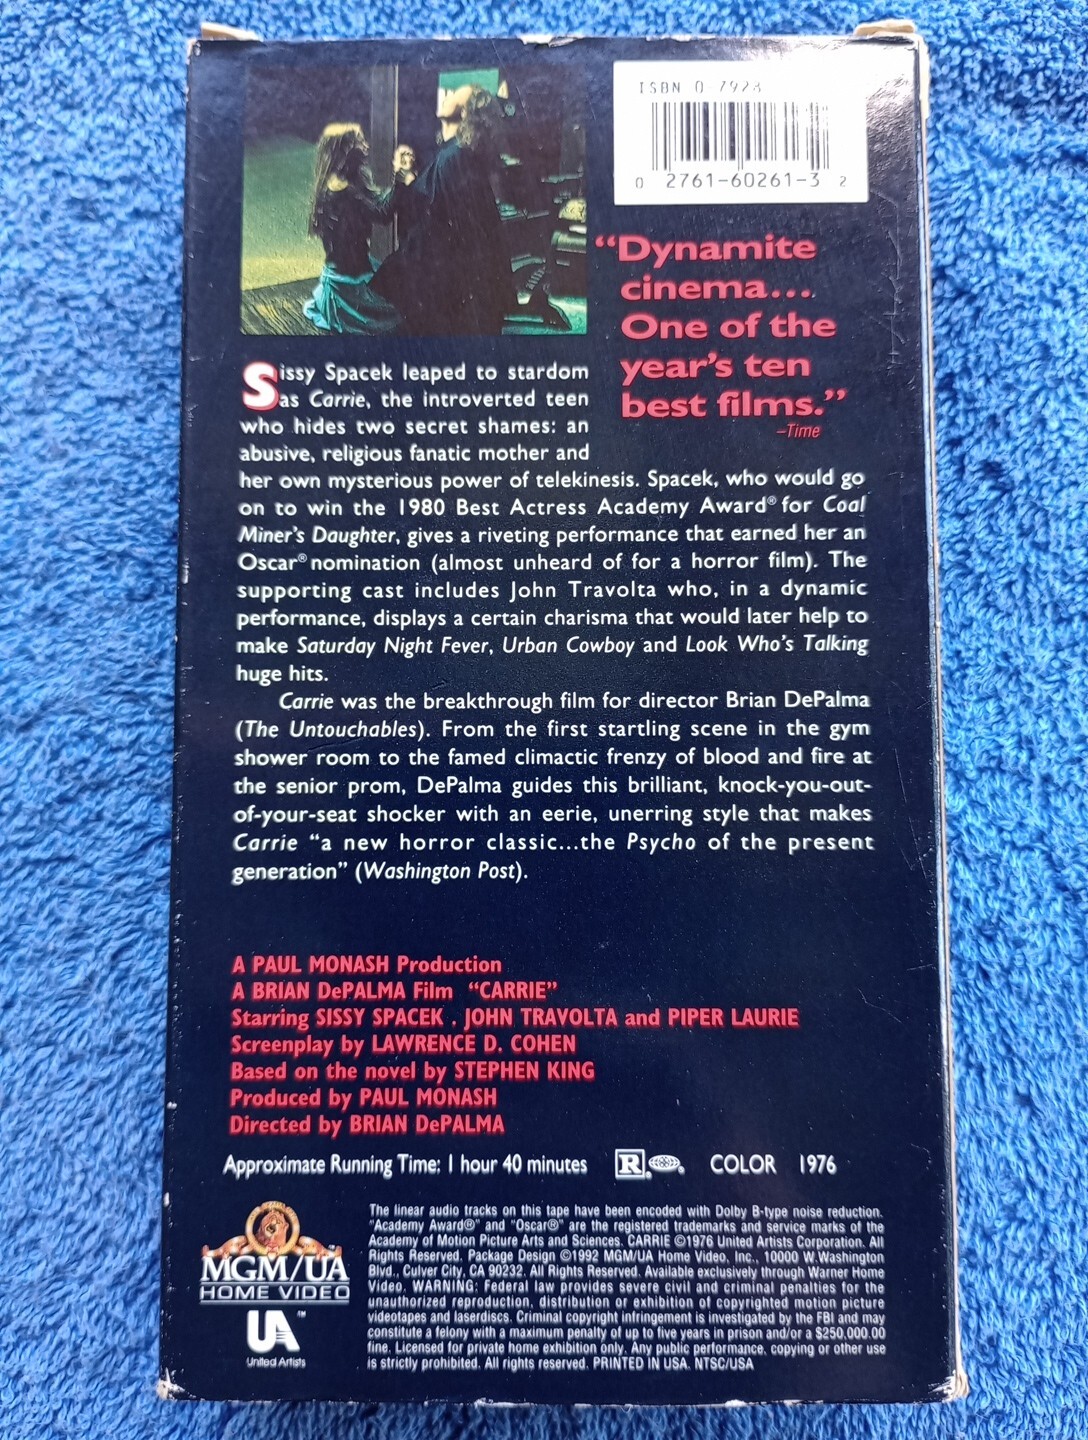 ISBN 0-7923
0 2761-60261-3 2
“Dynamite
cinema...
One of the
year’s ten
best films.”
–Time
Sissy Spacek leaped to stardom
as Carrie, the introverted teen
who hides two secret shames: an
abusive, religious fanatic mother and
her own mysterious power of telekinesis. Spacek, who would go
on to win the 1980 Best Actress Academy Award® for Coal
Miner’s Daughter, gives a riveting performance that earned her an
Oscar® nomination (almost unheard of for a horror film). The
supporting cast includes John Travolta who, in a dynamic
performance, displays a certain charisma that would later help to
make Saturday Night Fever, Urban Cowboy and Look Who’s Talking
huge hits.
Carrie was the breakthrough film for director Brian DePalma
(The Untouchables). From the first startling scene in the gym
shower room to the famed climactic frenzy of blood and fire at
the senior prom, DePalma guides this brilliant, knock-you-out-
of-your-seat shocker with an eerie, unerring style that makes
Carrie “a new horror classic...the Psycho of the present
generation” (Washington Post).
A PAUL MONASH Production
A BRIAN DePALMA Film “CARRIE”
Starring SISSY SPACEK . JOHN TRAVOLTA and PIPER LAURIE
Screenplay by LAWRENCE D. COHEN
Based on the novel by STEPHEN KING
Produced by PAUL MONASH
Directed by BRIAN DePALMA
Approximate Running Time: 1 hour 40 minutes R COLOR 1976
The linear audio tracks on this tape have been encoded with Dolby B-type noise reduction.
"Academy Award®" and "Oscar®" are the registered trademarks and service marks of the
Academy of Motion Picture Arts and Sciences. CARRIE ©1976 United Artists Corporation. All
Rights Reserved. Package Design ©1992 MGM/UA Home Video, Inc., 10000 W.Washington
Blvd., Culver City, CA 90232. All Rights Reserved. Available exclusively through Warner Home
Video. WARNING: Federal law provides severe civil and criminal penalties for the
unauthorized reproduction, distribution or exhibition of copyrighted motion picture
videotapes and laserdiscs. Criminal copyright infringement is investigated by the FBI and may
constitute a felony with a maximum penalty of up to five years in prison and/or a $250,000.00
fine. Licensed for private home exhibition only. Any public performance, copying or other use
is strictly prohibited. All rights reserved. PRINTED IN USA. NTSC/USA
MGM/UA
HOME VIDEO
UA™
United Artists